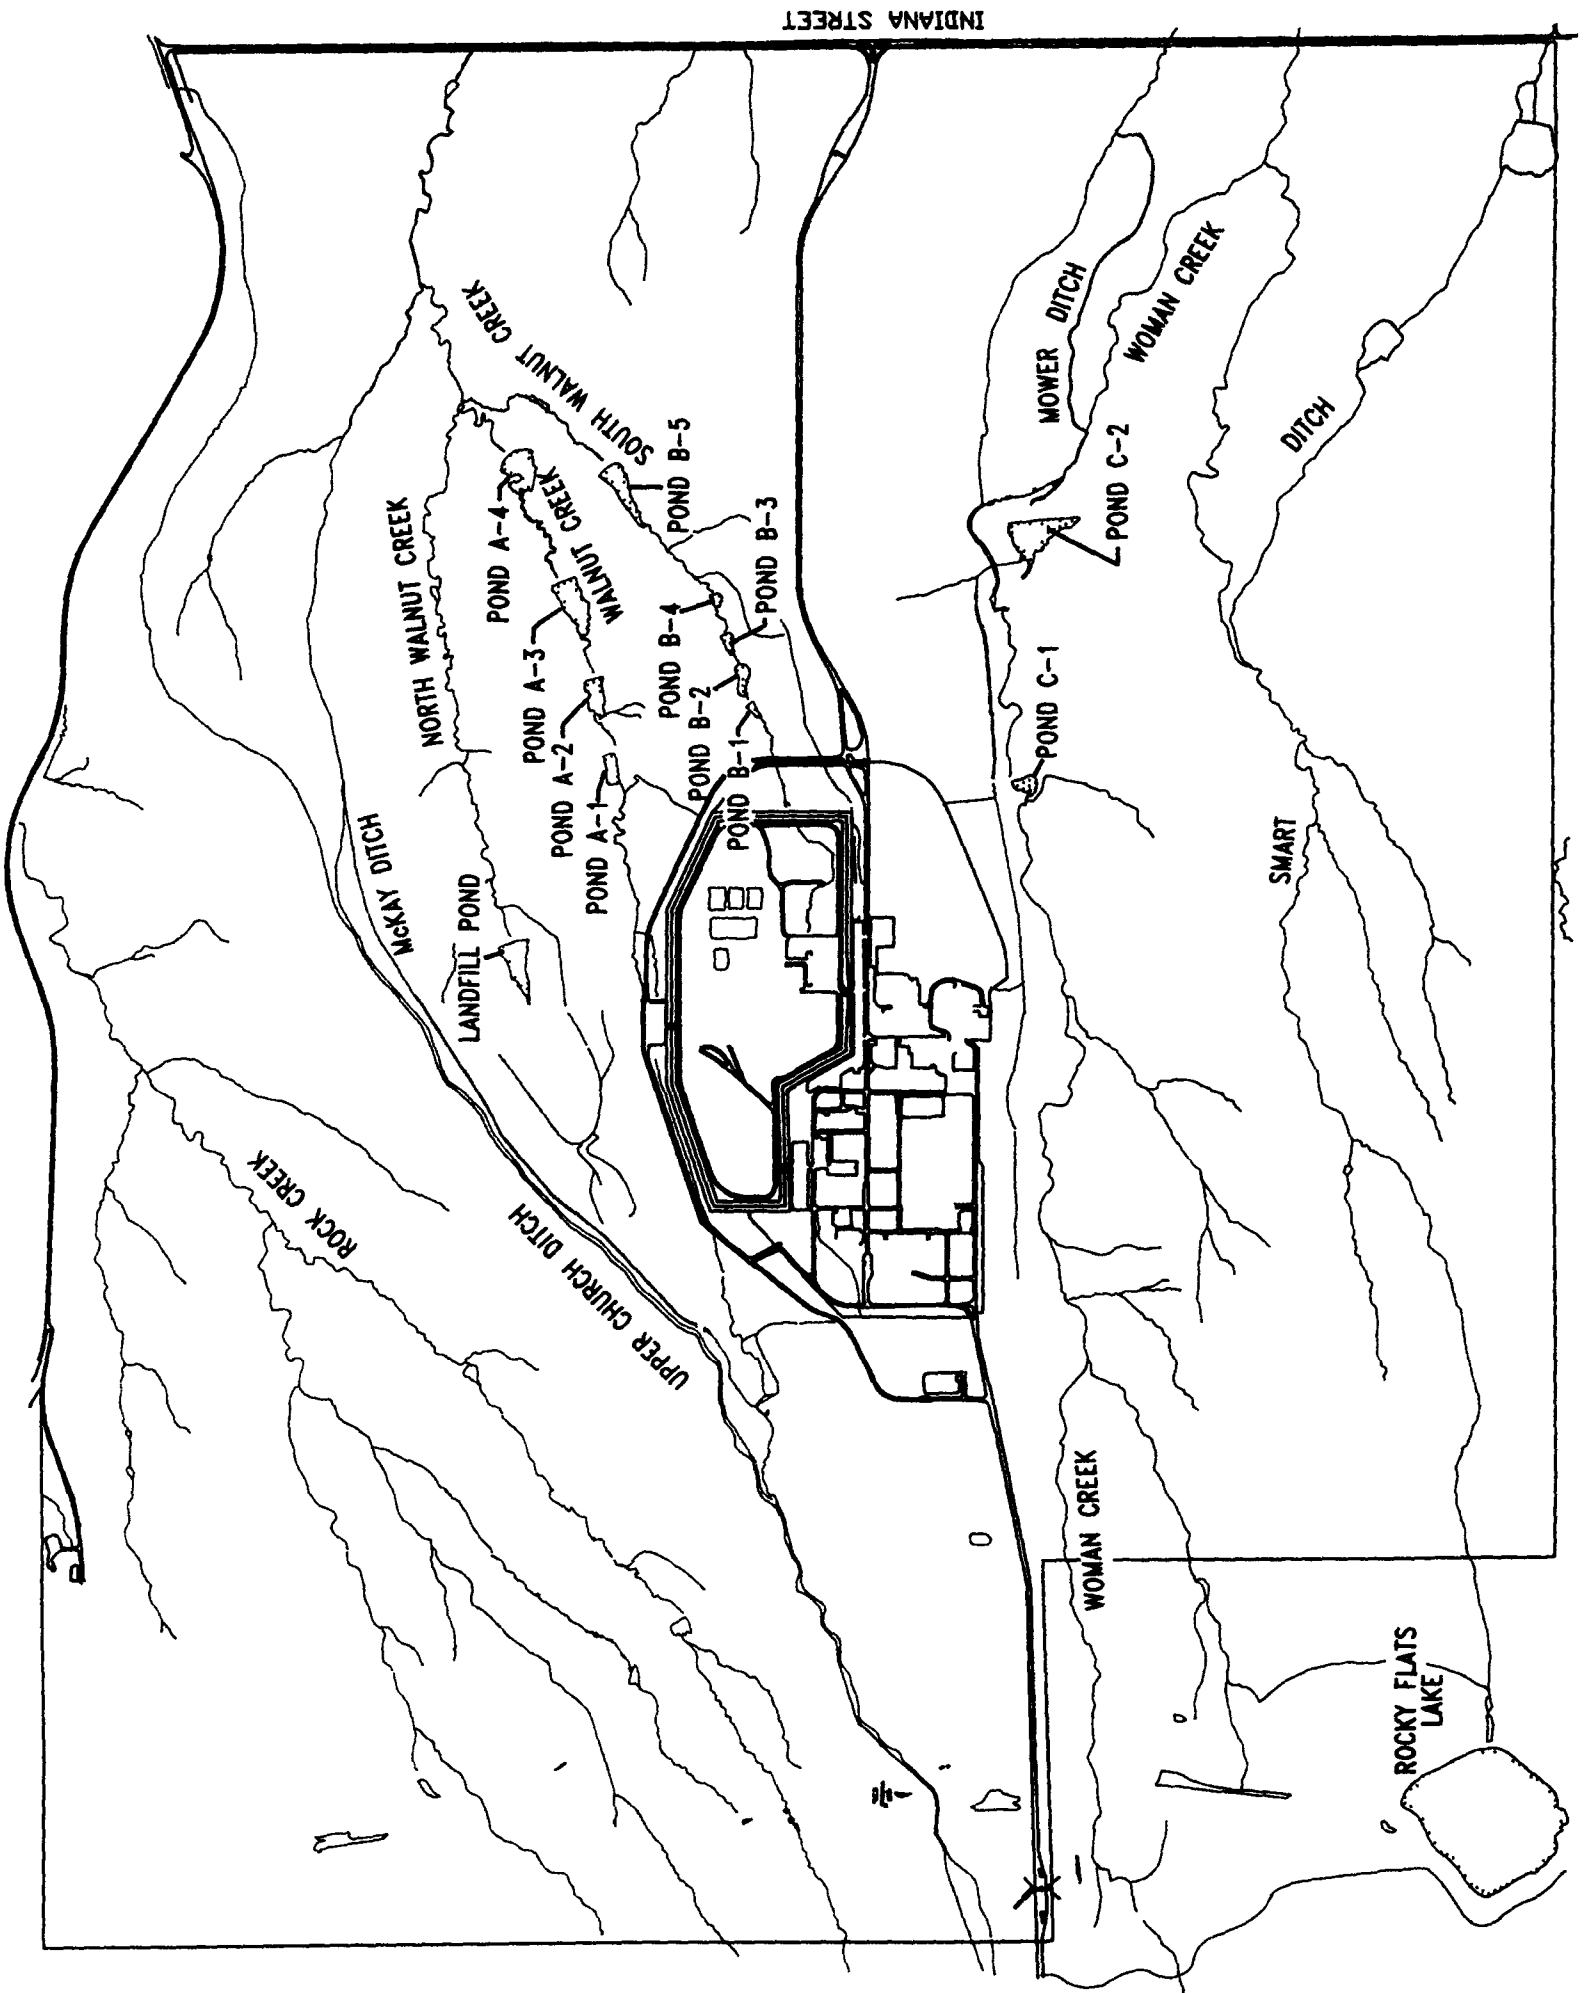 INDIANA STREET
SOUTH WALNUT CREEK
NORTH WALNUT CREEK
WALNUT CREEK
POND A-4
POND A-3
POND A-2
POND A-1
POND B-5
POND B-3
POND B-4
POND B-2
POND B-1
McKAY DITCH
LANDFILL POND
ROCK CREEK
UPPER CHURCH DITCH
MOWER DITCH
WOMAN CREEK
POND C-2
POND C-1
SMART
DITCH
WOMAN CREEK
ROCKY FLATS
LAKE